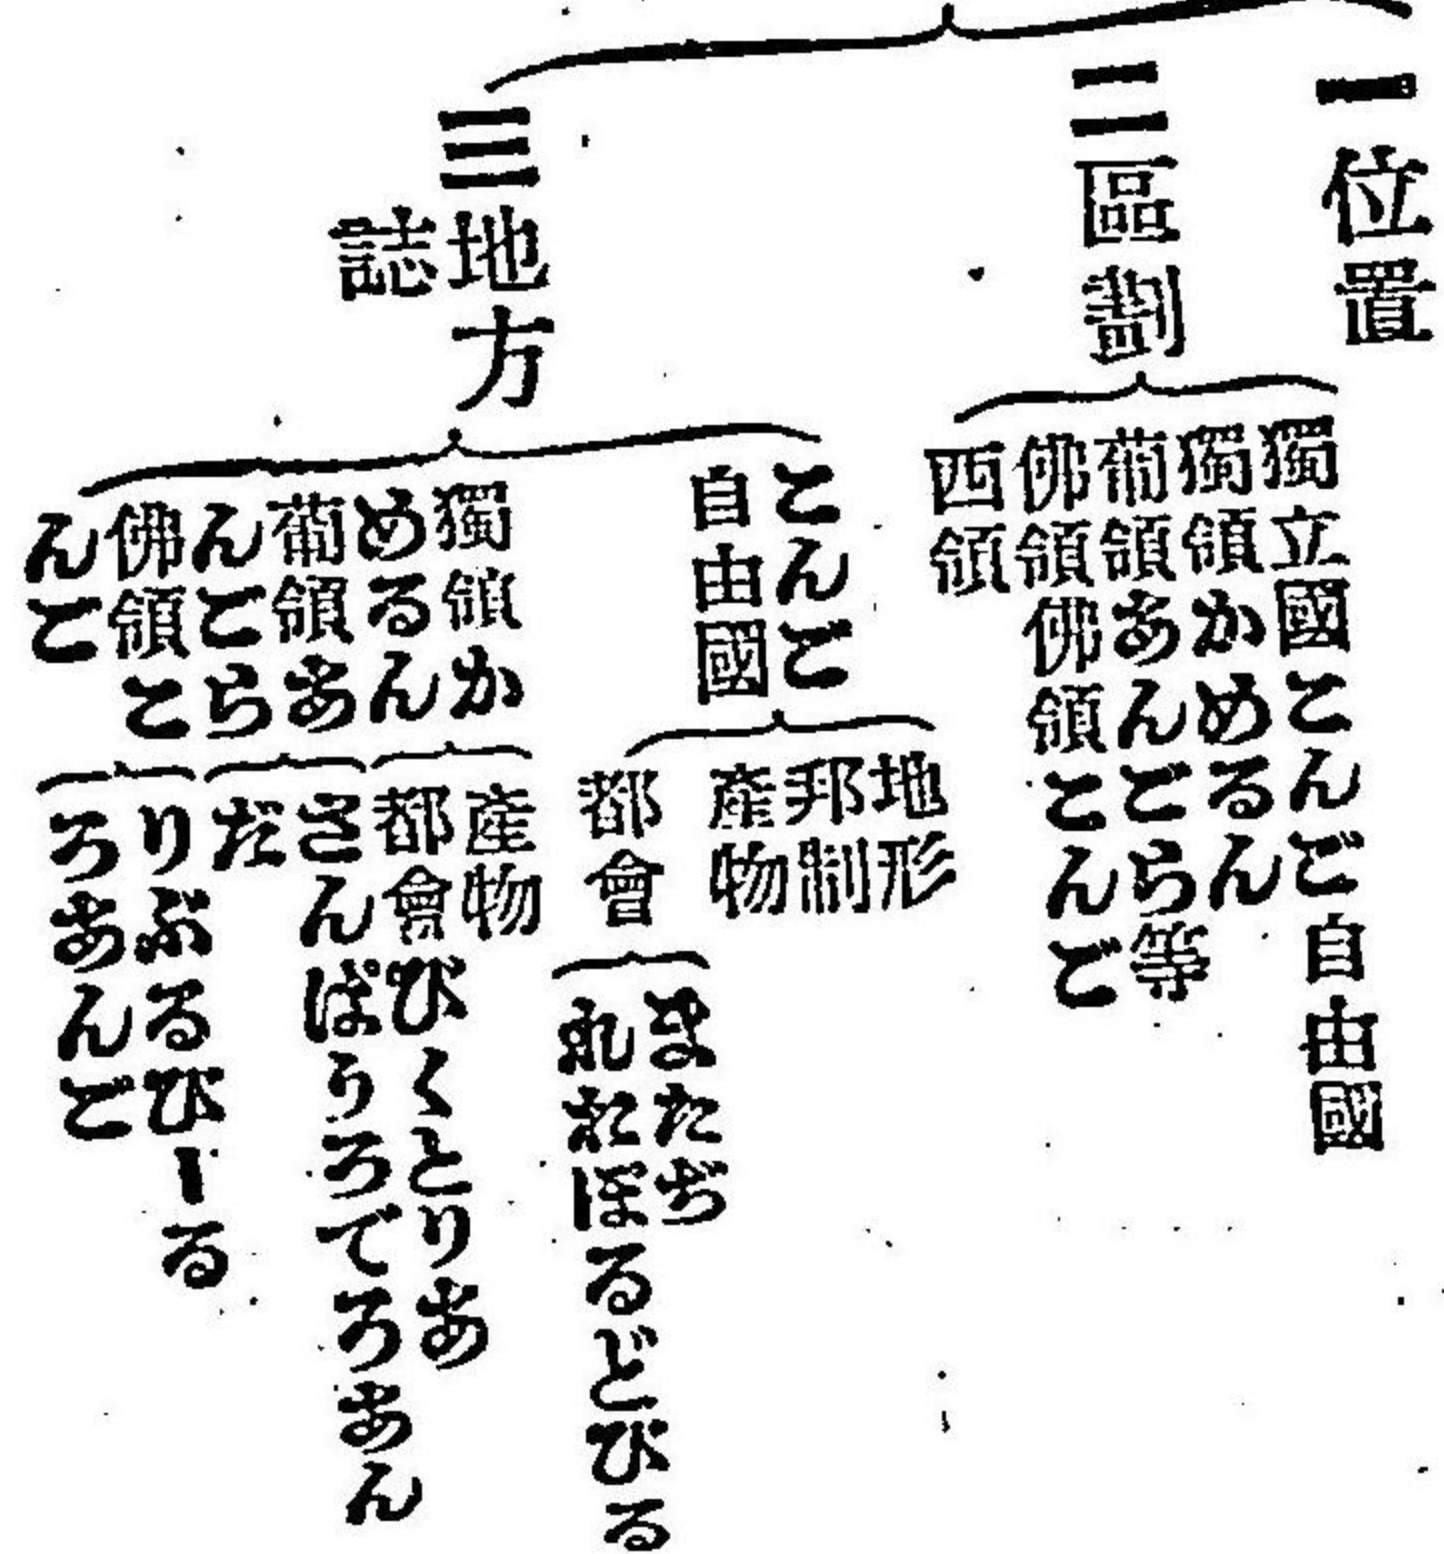 一位置
二區劃
獨立國こんご自由國
獨領かめるん
葡領あんごら等
佛領佛領こんご
西領
三地方
誌
こんご
自由國
地形
邦制
產物
都會
またぢ
れおぽるどびる
獨領か
めるん
產物
都會びくとりあ
葡領あ
んごら
さんぱうろでろあん
だ
佛領こ
んご
りぶるびーる
ろあんご